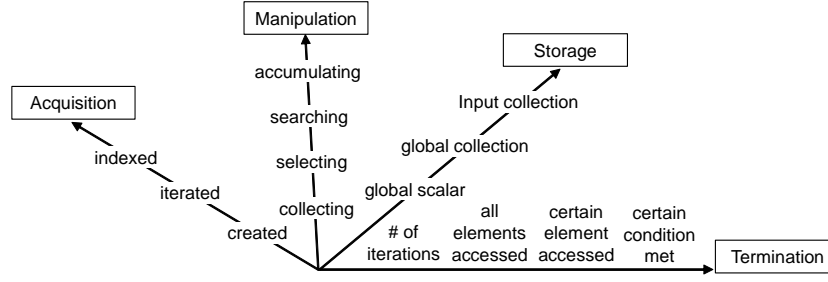 Manipulation
accumulating
searching
selecting
collecting
Storage
Input collection
global collection
global scalar
Acquisition
indexed
iterated
created
# of
iterations
all
elements
accessed
certain
element
accessed
certain
condition
met
Termination